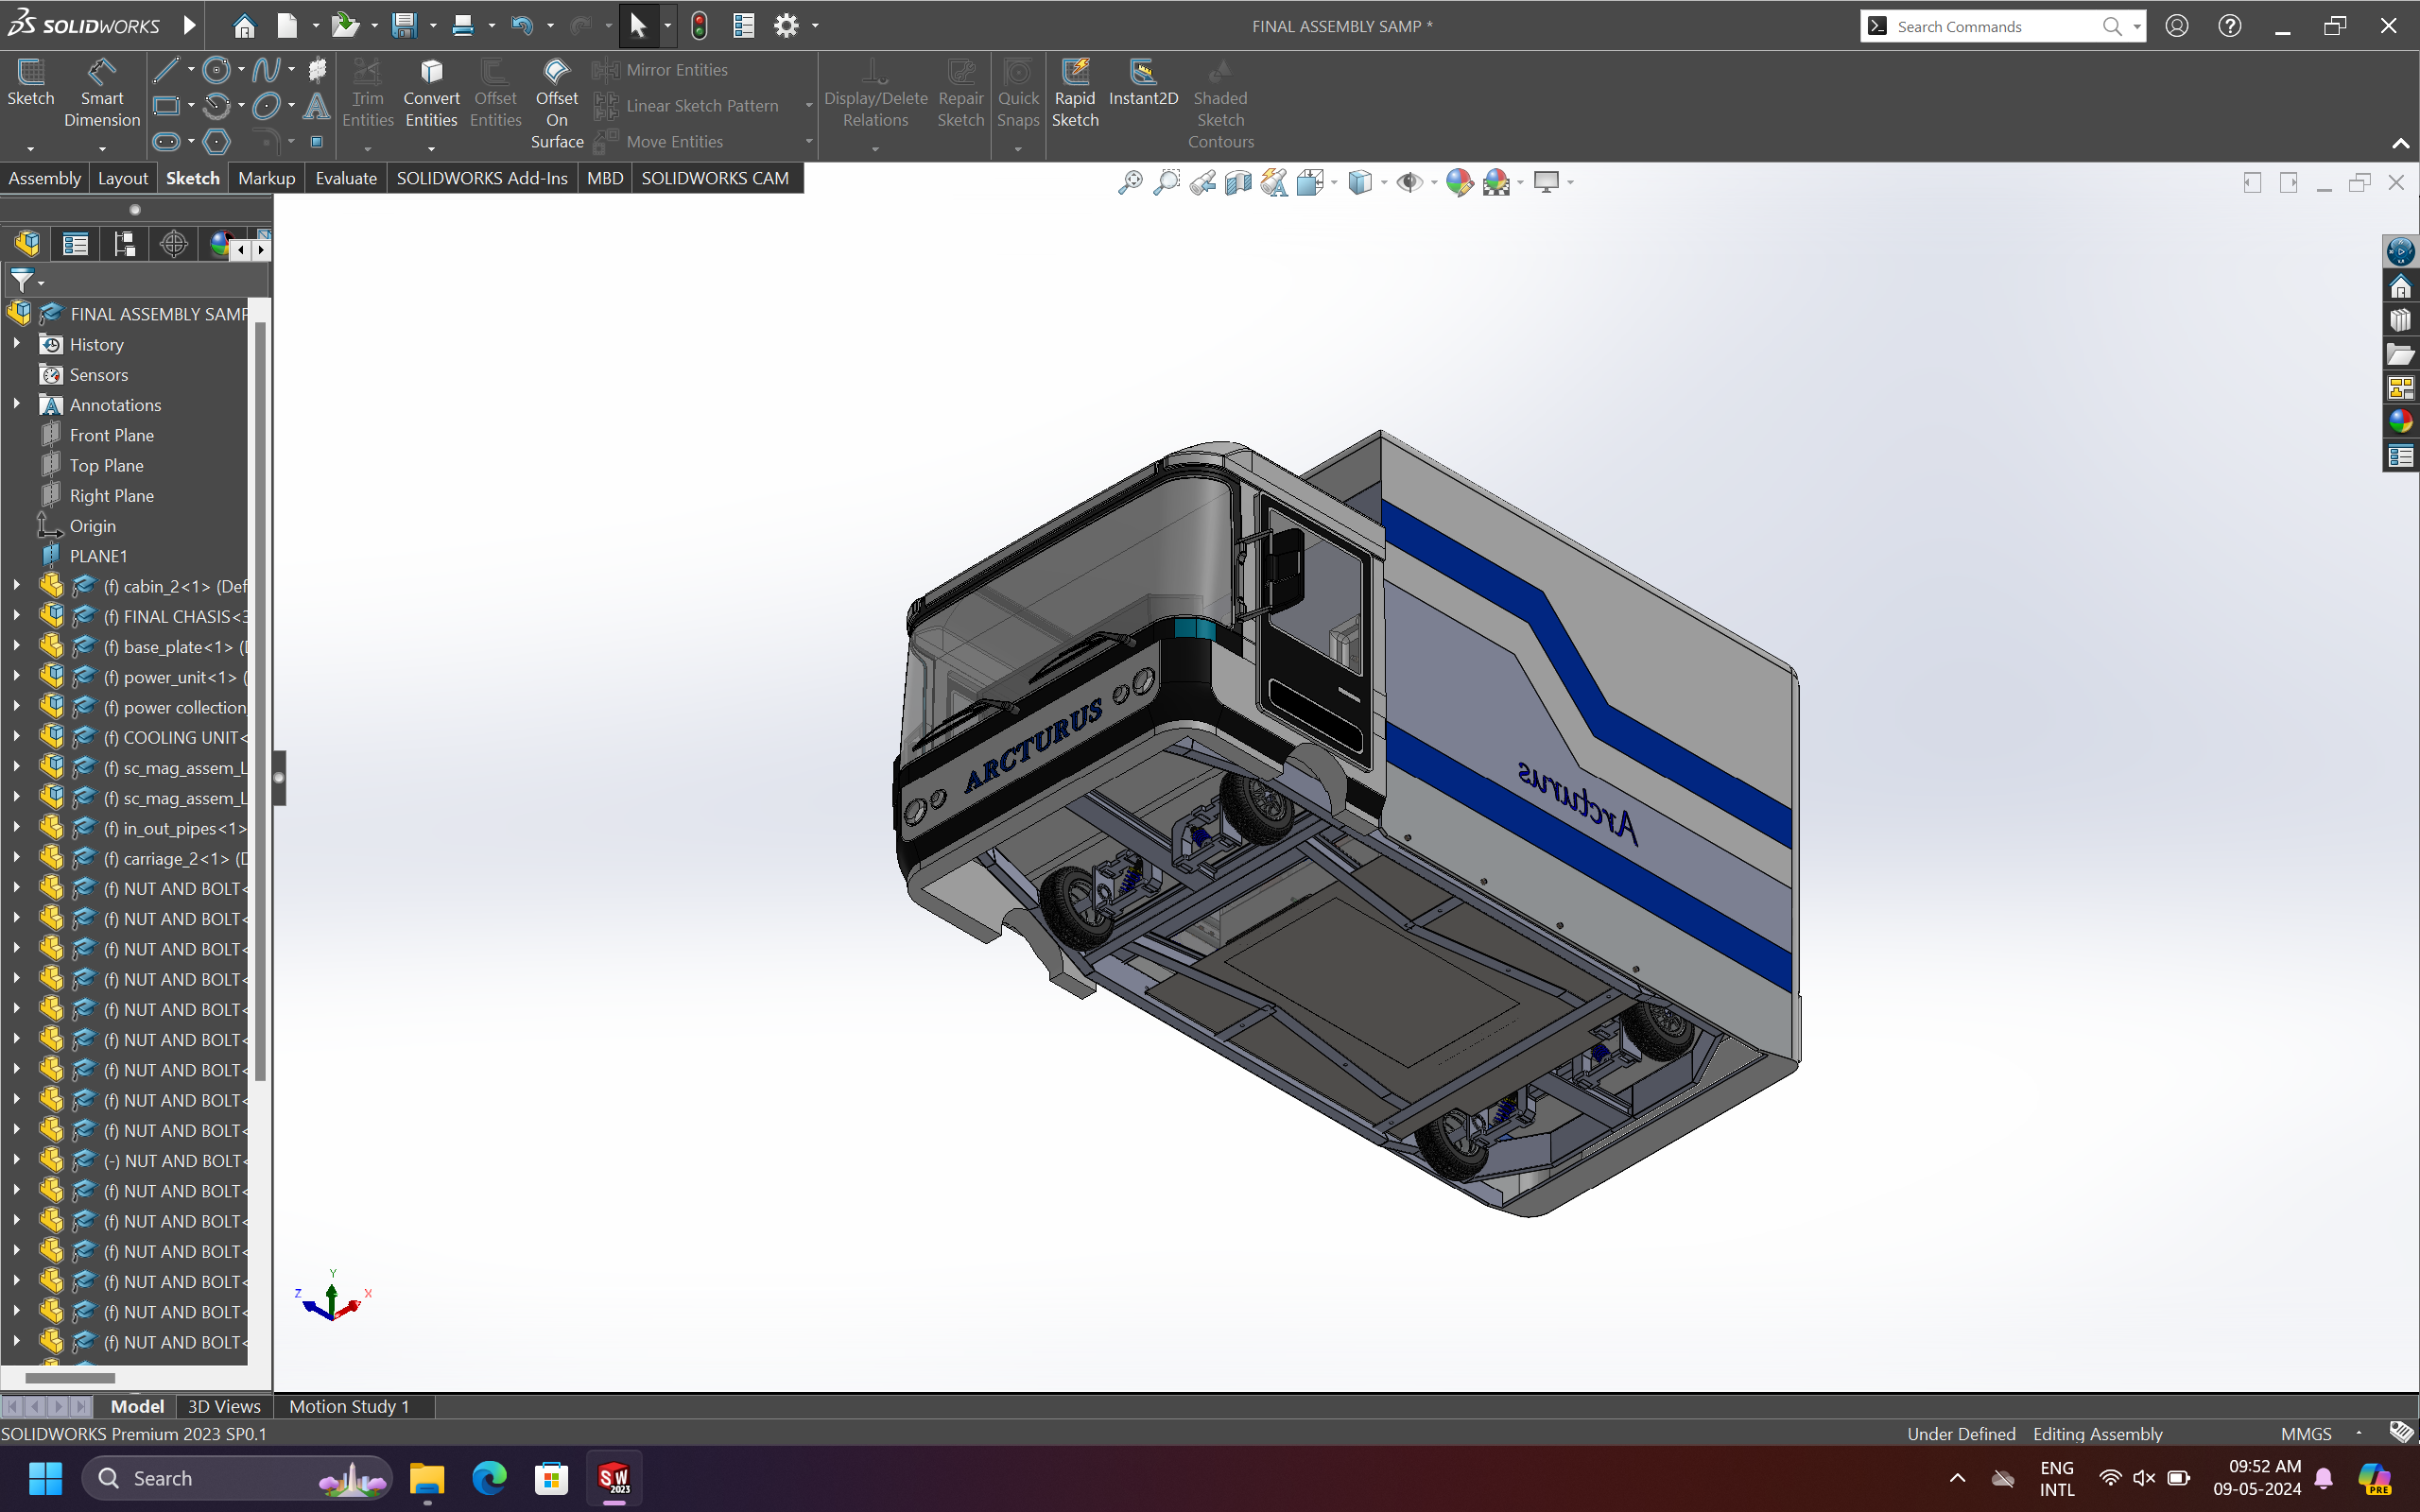 SOLIDWORKS
FINAL ASSEMBLY SAMP *
Search Commands
Sketch
Smart Dimension
Trim Entities
Convert Entities
Offset Entities
Offset On Surface
Mirror Entities
Linear Sketch Pattern
Move Entities
Display/Delete Relations
Repair Sketch
Quick Snaps
Rapid Sketch
Instant2D
Shaded Sketch Contours
Assembly Layout Sketch Markup Evaluate SOLIDWORKS Add-Ins MBD SOLIDWORKS CAM
FINAL ASSEMBLY SAMP
History
Sensors
Annotations
Front Plane
Top Plane
Right Plane
Origin
PLANE1
(f) cabin_2<1> (Def
(f) FINAL CHASIS<3
(f) base_plate<1> (
(f) power_unit<1> (
(f) power collection_
(f) COOLING UNIT<
(f) sc_mag_assem_L
(f) sc_mag_assem_L
(f) in_out_pipes<1>
(f) carriage_2<1> (D
(f) NUT AND BOLT<
(f) NUT AND BOLT<
(f) NUT AND BOLT<
(f) NUT AND BOLT<
(f) NUT AND BOLT<
(f) NUT AND BOLT<
(f) NUT AND BOLT<
(f) NUT AND BOLT<
(f) NUT AND BOLT<
(-) NUT AND BOLT<
(f) NUT AND BOLT<
(f) NUT AND BOLT<
(f) NUT AND BOLT<
(f) NUT AND BOLT<
(f) NUT AND BOLT<
(f) NUT AND BOLT<
ARCTURUS
Arcturus
Y
Z
X
Model 3D Views Motion Study 1
SOLIDWORKS Premium 2023 SP0.1
Under Defined Editing Assembly MMGS
Search
SW 2023
ENG
INTL
09:52 AM
09-05-2024
PRE